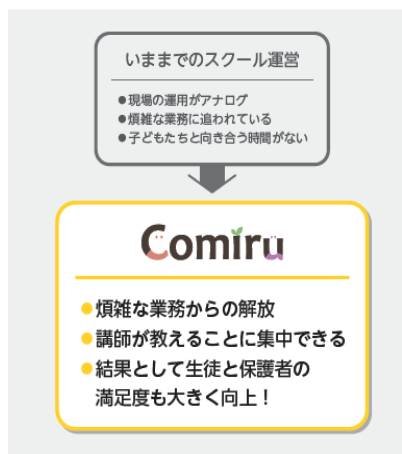 いままでのスクール運営
●現場の運用がアナログ
●煩雑な業務に追われている
●子どもたちと向き合う時間がない
Comiru
●煩雑な業務からの解放
●講師が教えることに集中できる
●結果として生徒と保護者の
満足度も大きく向上！